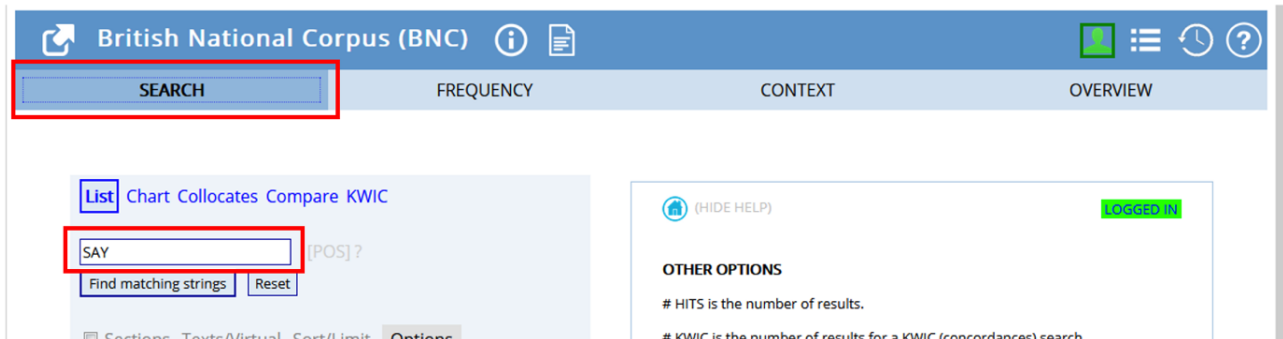 British National Corpus (BNC)
SEARCH FREQUENCY CONTEXT OVERVIEW
List Chart Collocates Compare KWIC
SAY [POS] ?
Find matching strings Reset
Sections Texts/Virtual Sort/Limit Options
(HIDE HELP) LOGGED IN
OTHER OPTIONS
# HITS is the number of results.
# KWIC is the number of results for a KWIC (concordances) search